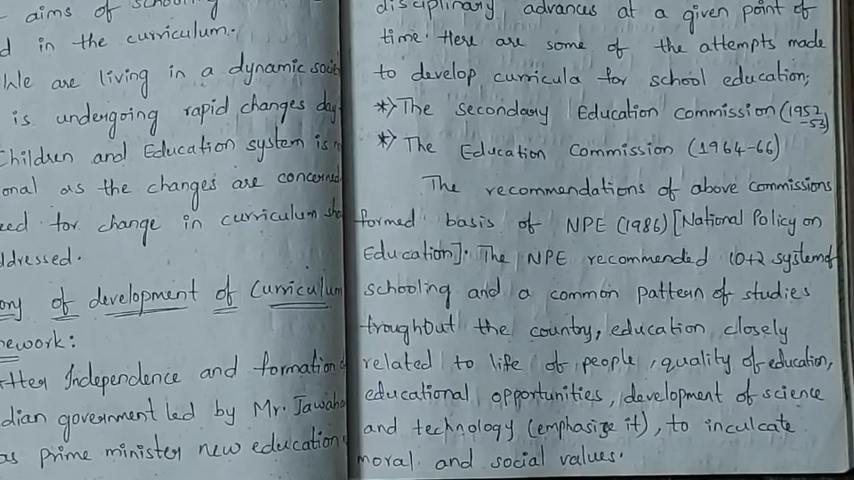 aims of schooling
d in the curriculum.
We are living in a dynamic socie
is undergoing rapid changes day
Children and Education system is
onal as the changes are concerned
eed for change in curriculum sho
ddressed.
ory of development of Curriculum
ework:
After Independence and formation
dian government led by Mr. Jawaha
as prime minister new education
disciplinary advances at a given point of
time. Here are some of the attempts made
to develop curricula for school education;
*> The secondary Education Commission (1952-53)
*> The Education Commission (1964-66)
The recommendations of above commissions
formed basis of NPE (1986) [National Policy on
Education]. The NPE recommended 10+2 system of
schooling and a common pattern of studies
troughout the country, education closely
related to life of people, quality of education,
educational opportunities, development of science
and technology (emphasize it), to inculcate
moral and social values.